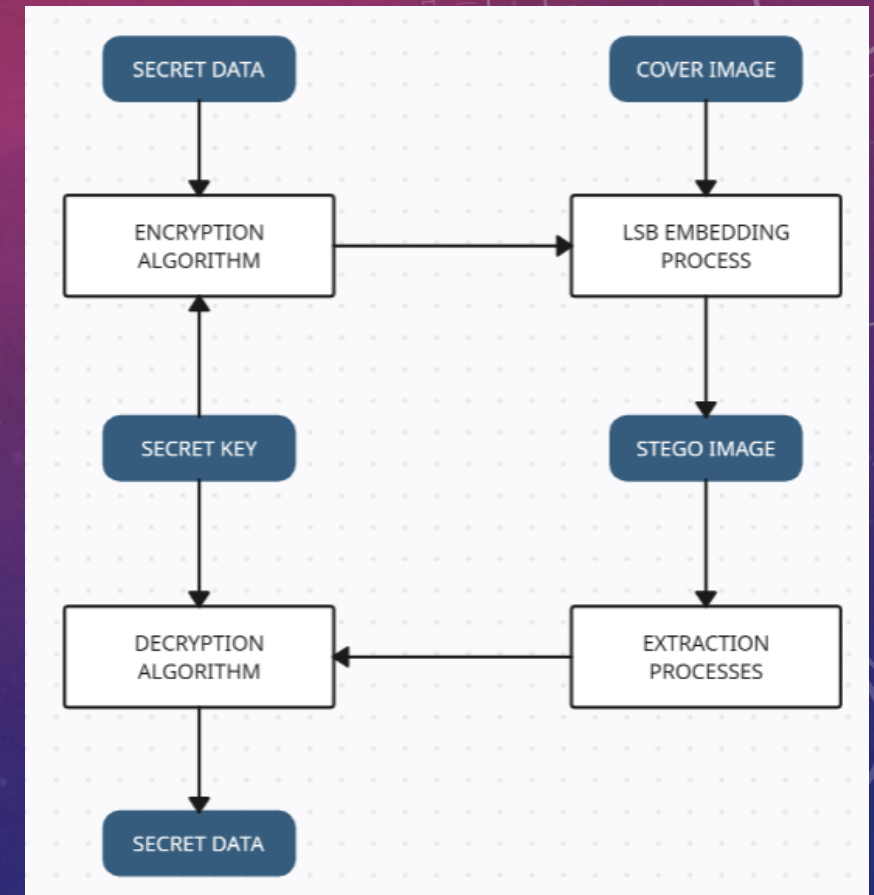 SECRET DATA
COVER IMAGE
ENCRYPTION
ALGORITHM
LSB EMBEDDING
PROCESS
SECRET KEY
STEGO IMAGE
DECRYPTION
ALGORITHM
EXTRACTION
PROCESSES
SECRET DATA